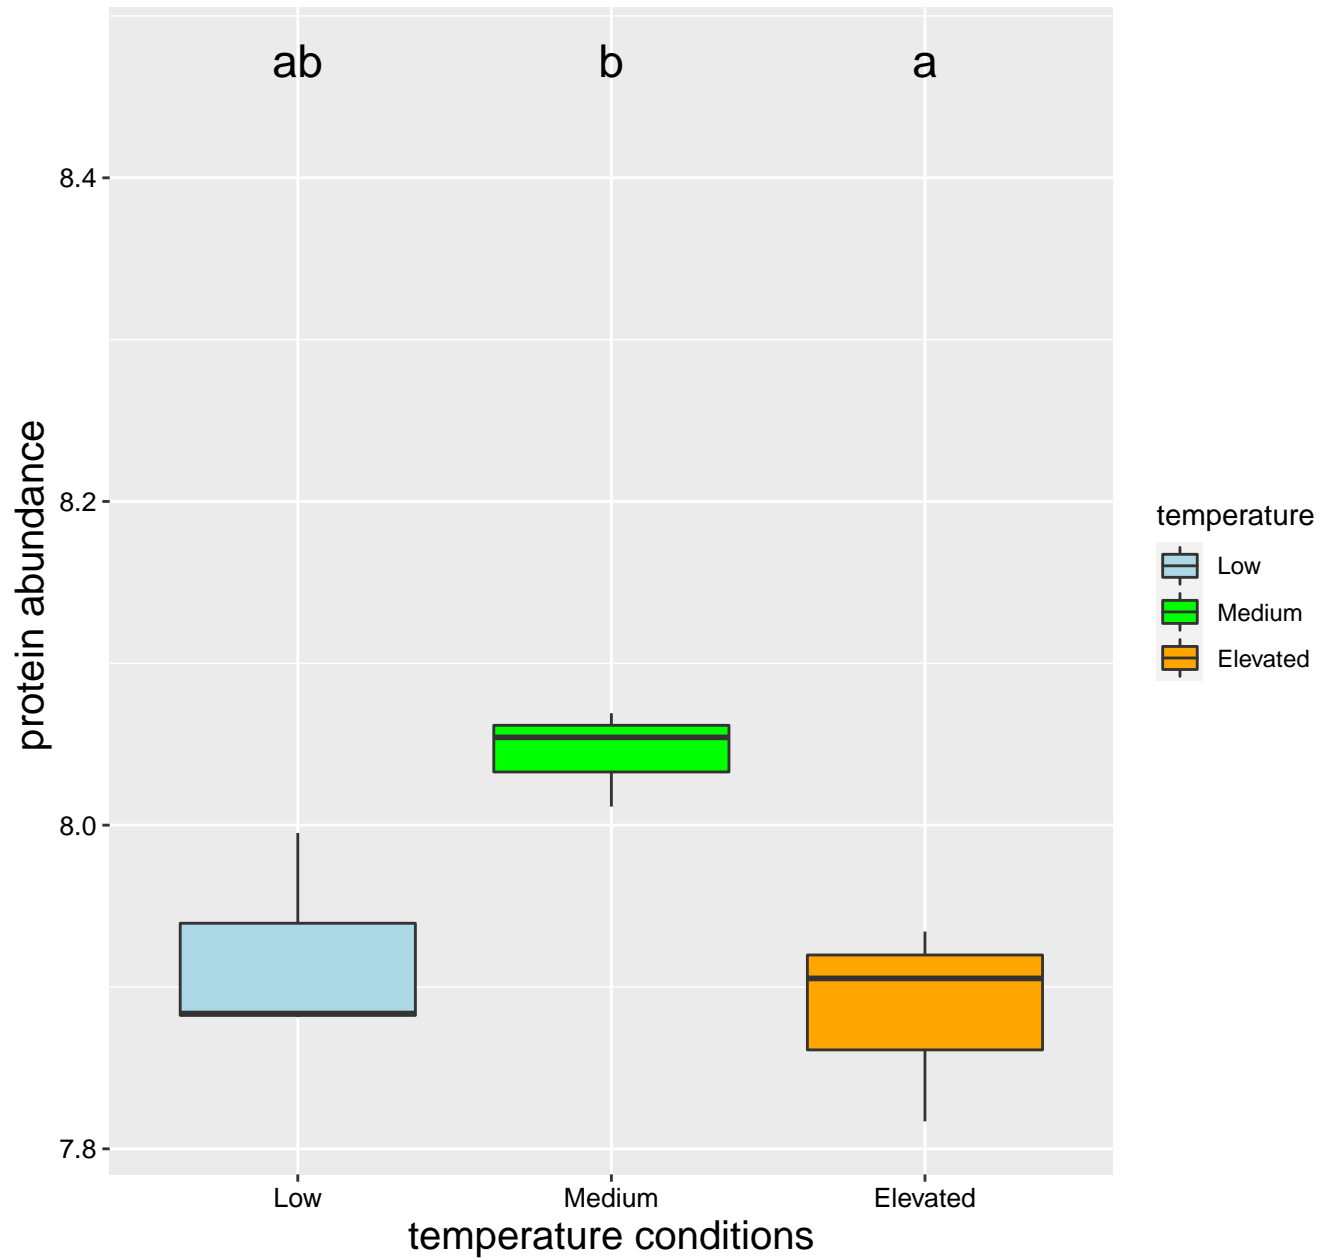 ab b a
8.4
8.2
8.0
7.8
protein abundance
Low Medium Elevated
temperature conditions
temperature
Low
Medium
Elevated